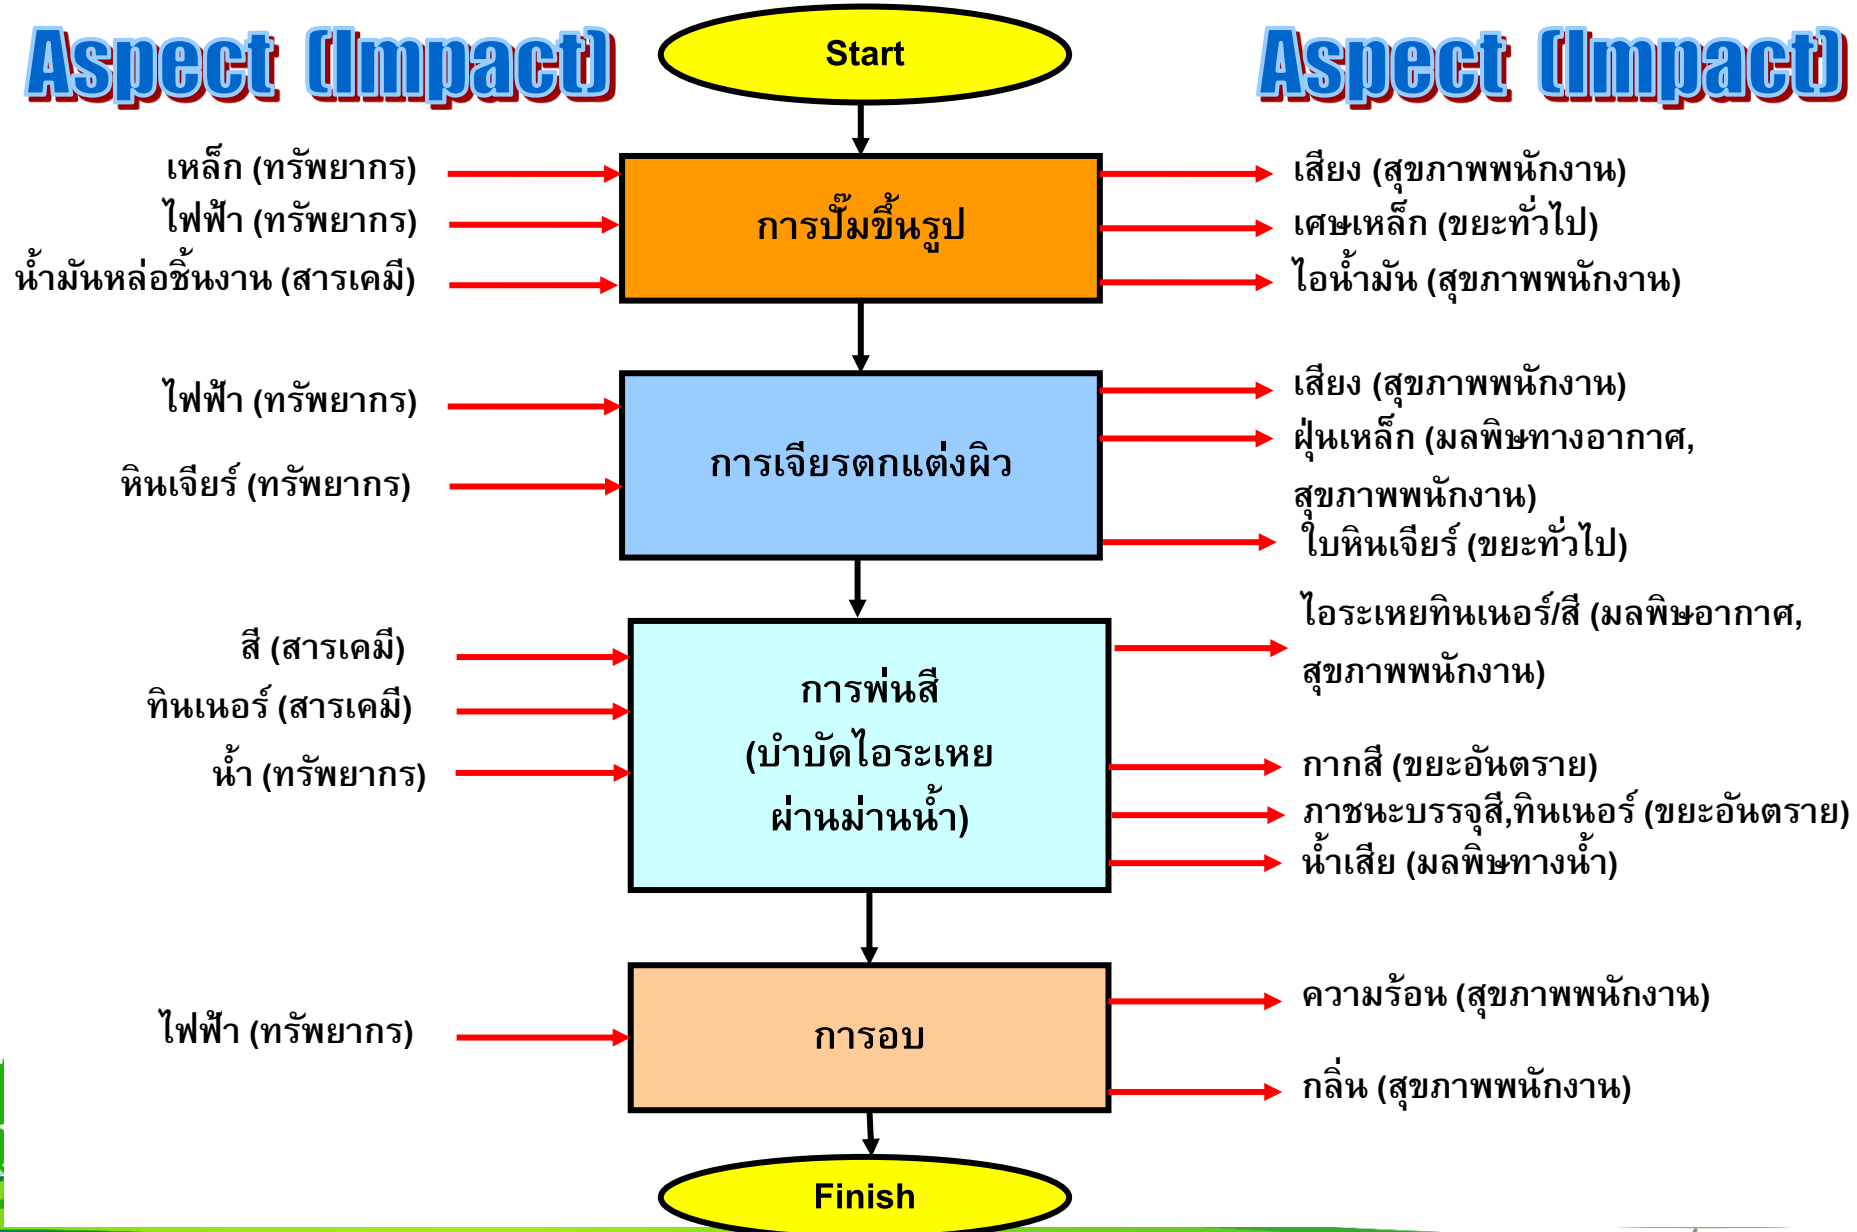 Aspect (Impact)
Start
Aspect (Impact)
เหล็ก (ทรัพยากร)
ไฟฟ้า (ทรัพยากร)
น้ำมันหล่อชิ้นงาน (สารเคมี)
การปั๊มขึ้นรูป
เสียง (สุขภาพพนักงาน)
เศษเหล็ก (ขยะทั่วไป)
ไอน้ำมัน (สุขภาพพนักงาน)
ไฟฟ้า (ทรัพยากร)
หินเจียร์ (ทรัพยากร)
การเจียรตกแต่งผิว
เสียง (สุขภาพพนักงาน)
ฝุ่นเหล็ก (มลพิษทางอากาศ,
สุขภาพพนักงาน)
ใบหินเจียร์ (ขยะทั่วไป)
สี (สารเคมี)
ทินเนอร์ (สารเคมี)
น้ำ (ทรัพยากร)
การพ่นสี
(บำบัดไอระเหย
ผ่านม่านน้ำ)
ไอระเหยทินเนอร์/สี (มลพิษอากาศ,
สุขภาพพนักงาน)
กากสี (ขยะอันตราย)
ภาชนะบรรจุสี,ทินเนอร์ (ขยะอันตราย)
น้ำเสีย (มลพิษทางน้ำ)
ไฟฟ้า (ทรัพยากร)
การอบ
ความร้อน (สุขภาพพนักงาน)
กลิ่น (สุขภาพพนักงาน)
Finish